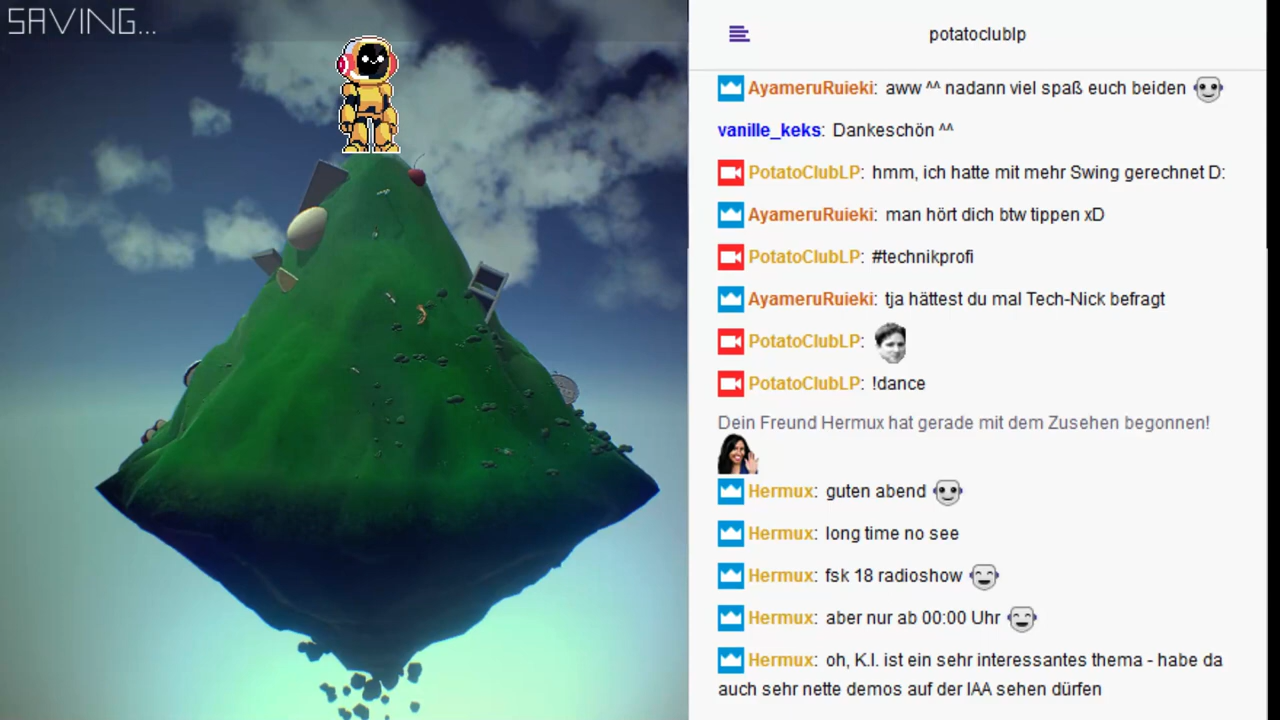 SAVING...
potatoclublp
AyameruRuieki: aww ^^ nadann viel spaß euch beiden
vanille_keks: Dankeschön ^^
PotatoClubLP: hmm, ich hatte mit mehr Swing gerechnet D:
AyameruRuieki: man hört dich btw tippen xD
PotatoClubLP: #technikprofi
AyameruRuieki: tja hättest du mal Tech-Nick befragt
PotatoClubLP:
PotatoClubLP: !dance
Dein Freund Hermux hat gerade mit dem Zusehen begonnen!
Hermux: guten abend
Hermux: long time no see
Hermux: fsk 18 radioshow
Hermux: aber nur ab 00:00 Uhr
Hermux: oh, K.I. ist ein sehr interessantes thema - habe da
auch sehr nette demos auf der IAA sehen dürfen